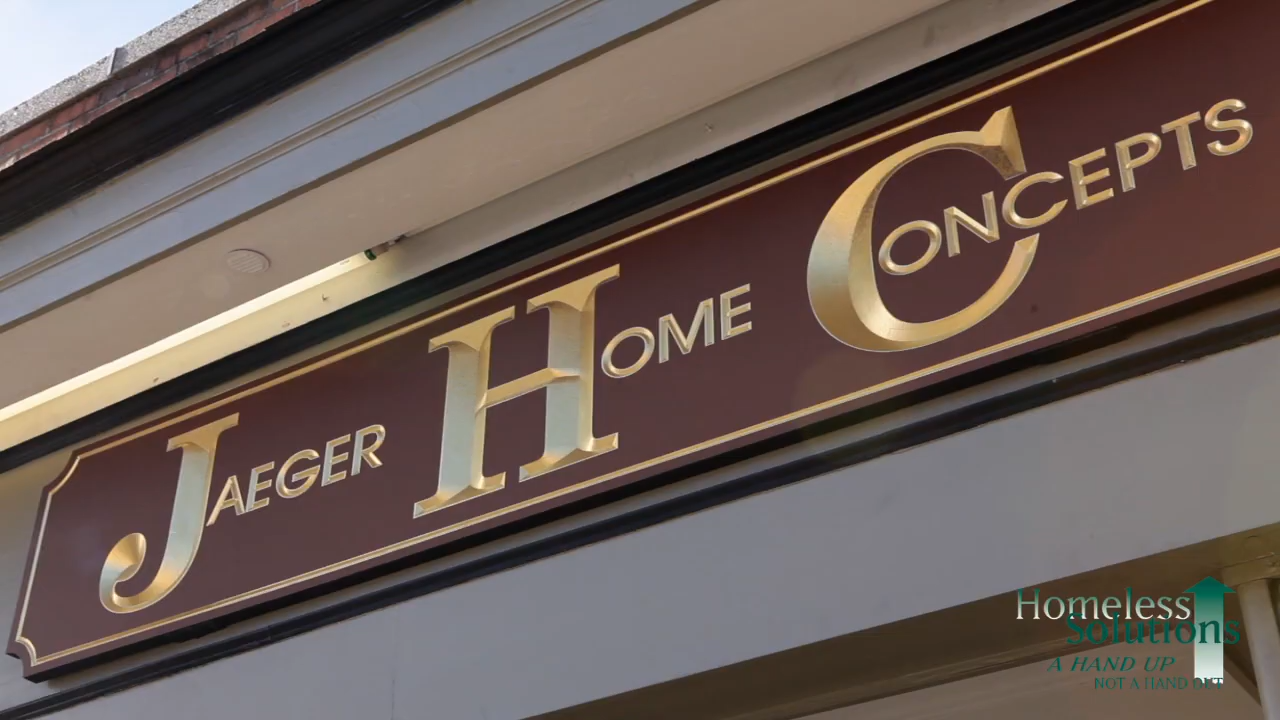 JAEGER HOME CONCEPTS
Homeless
Solutions
A HAND UP
NOT A HAND OUT